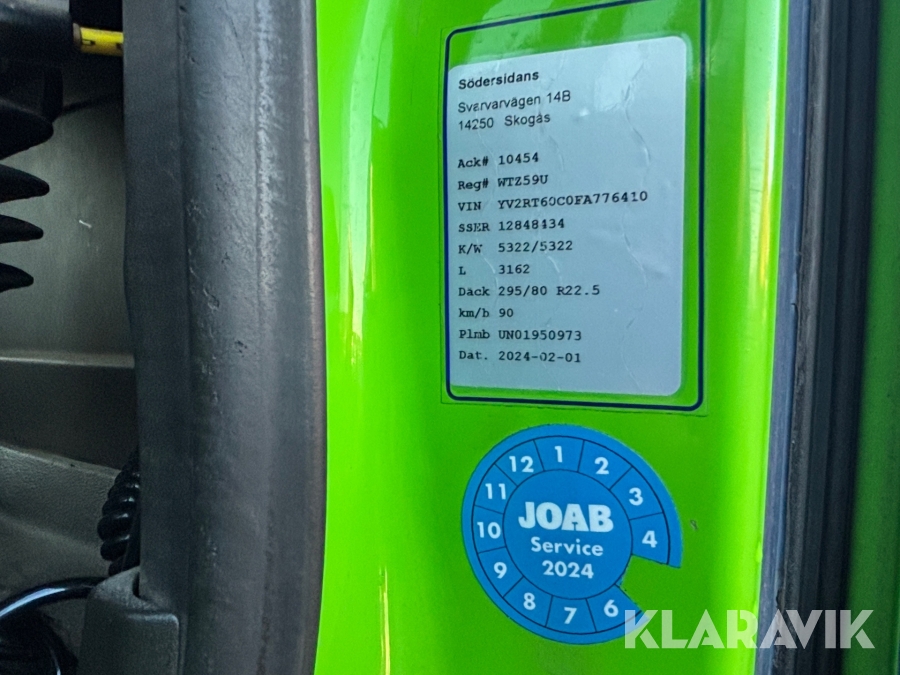 Södersidans
Svarvarvägen 14B
14250 Skogås
Ack# 10454
Reg# WTZ59U
VIN YV2RT60C0FA776410
SSER 12848434
K/W 5322/5322
L 3162
Däck 295/80 R22.5
km/h 90
Plmb UN01950973
Dat. 2024-02-01
12 1 2 3 4 6 7 8 9 10 11
JOAB
Service
2024
KLARAVIK